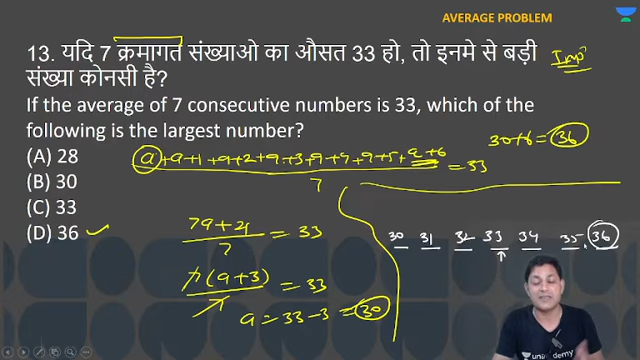 AVERAGE PROBLEM
13. यदि 7 क्रमागत संख्याओ का औसत 33 हो, तो इनमे से बड़ी
संख्या कोनसी है?
Imp
If the average of 7 consecutive numbers is 33, which of the
following is the largest number?
(A) 28
(B) 30
(C) 33
(D) 36
30+6=36
a+a+1+a+2+a+3+a+4+a+5+a+6
7
=33
7a+21
7
=33
7(a+3)
=33
a=33-3=30
30 31 32 33 34 35 36